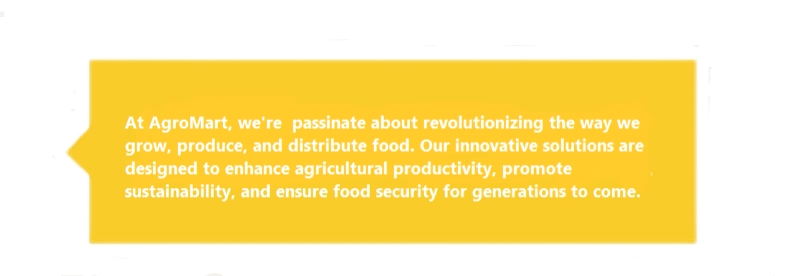 At AgroMart, we're  passinate about revolutionizing the way we
grow, produce, and distribute food. Our innovative solutions are
designed to enhance agricultural productivity, promote
sustainability, and ensure food security for generations to come.